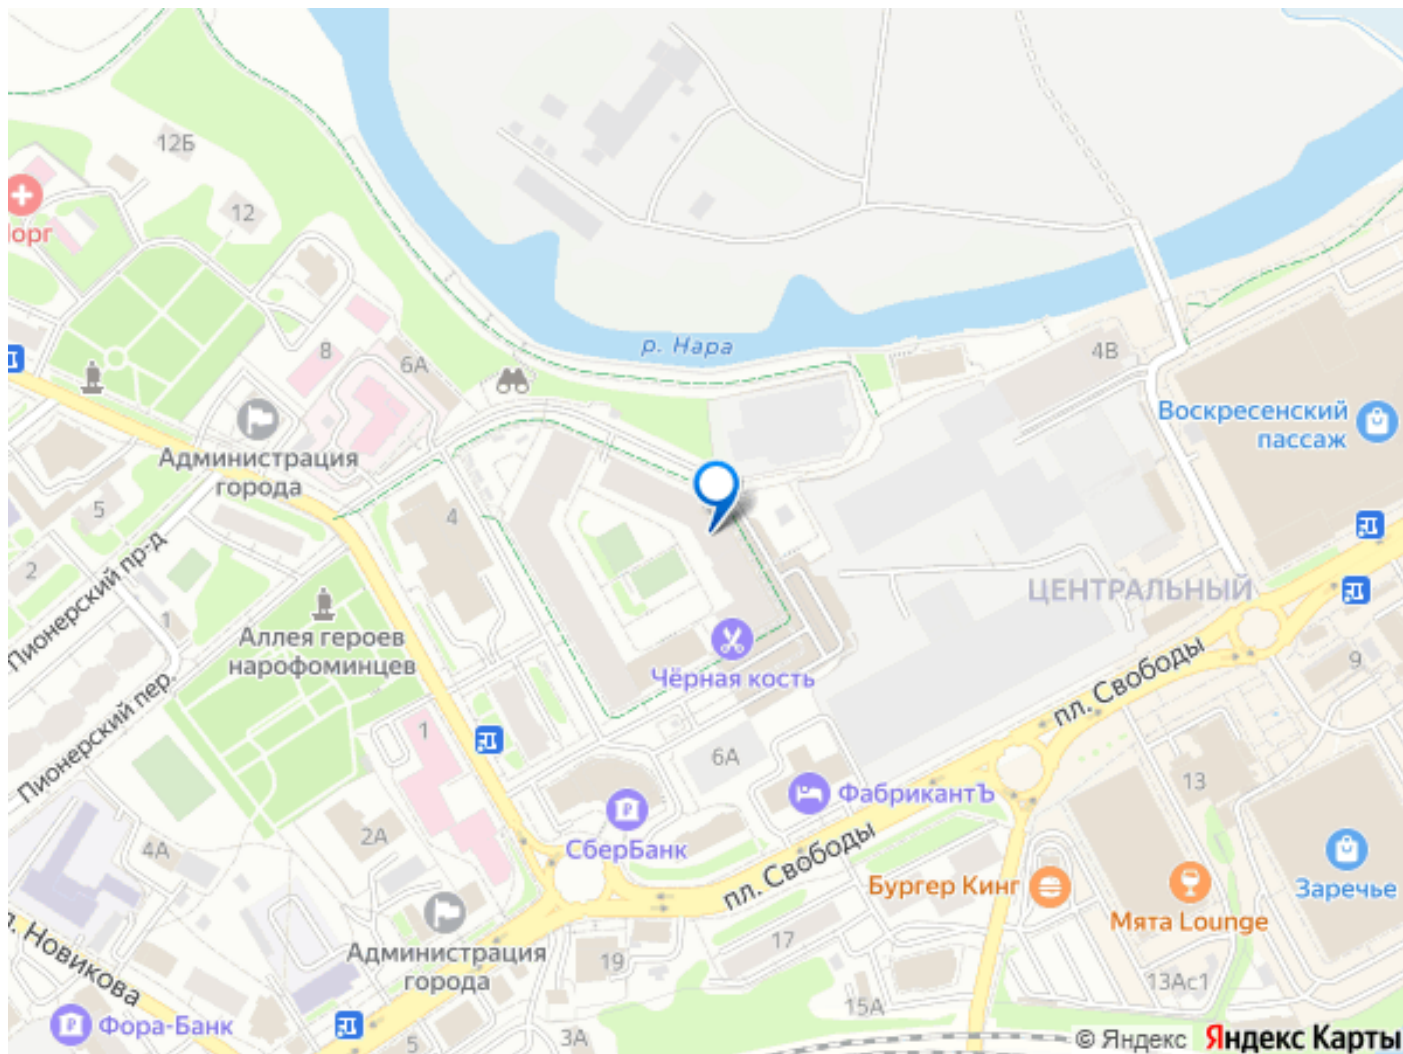 12Б
12
6А
8
р. Нара
4В
Воскресенский
пассаж
Администрация
города
5
4
2
Пионерский пр-д
ЦЕНТРАЛЬНЫЙ
Аллея героев
нарофоминцев
1
Пионерский пер.
Чёрная кость
пл. Свободы
9
1
6А
ФабрикантЪ
13
СберБанк
2А
4А
пл. Свободы
Бургер Кинг
Мята Lounge
Заречье
Администрация
города
Новикова
17
19
13Ас1
15А
Фора-Банк
5
3А
© Яндекс Яндекс Карты